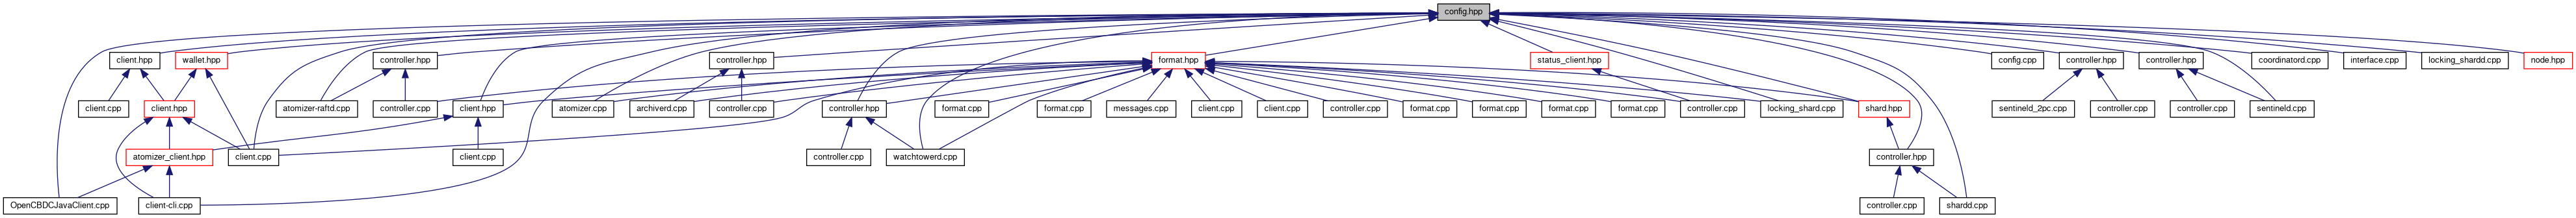 config.hpp
client.hpp
wallet.hpp
controller.hpp
controller.hpp
format.hpp
status_client.hpp
config.cpp
controller.hpp
controller.hpp
coordinatord.cpp
interface.cpp
locking_shardd.cpp
node.hpp
client.cpp
client.hpp
atomizer-raftd.cpp
controller.cpp
client.hpp
atomizer.cpp
archiverd.cpp
controller.cpp
controller.hpp
format.cpp
format.cpp
messages.cpp
client.cpp
client.cpp
controller.cpp
format.cpp
format.cpp
format.cpp
format.cpp
controller.cpp
locking_shard.cpp
shard.hpp
sentineld_2pc.cpp
controller.cpp
controller.cpp
sentineld.cpp
atomizer_client.hpp
client.cpp
client.cpp
controller.cpp
watchtowerd.cpp
controller.hpp
OpenCBDCJavaClient.cpp
client-cli.cpp
controller.cpp
shardd.cpp